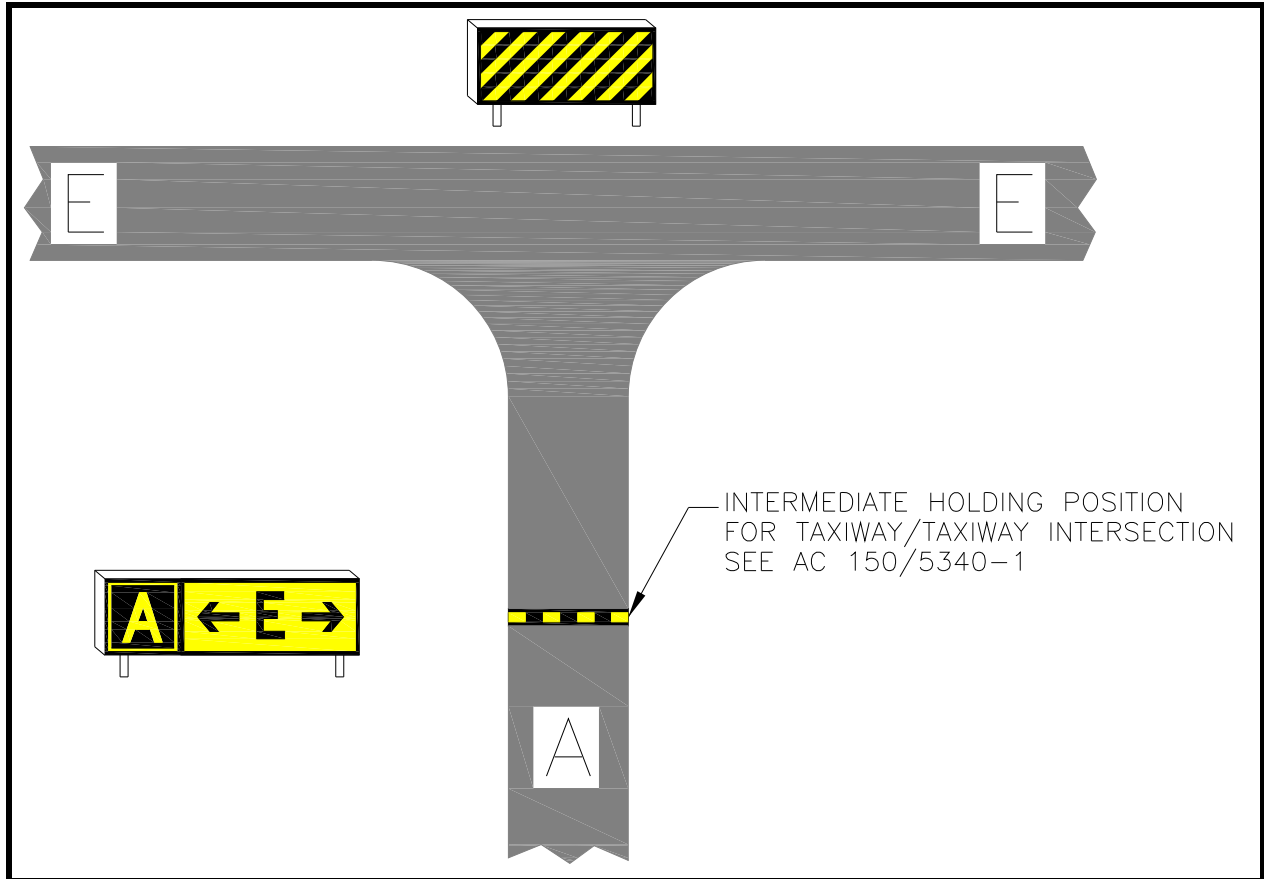 E E
INTERMEDIATE HOLDING POSITION
FOR TAXIWAY/TAXIWAY INTERSECTION
SEE AC 150/5340-1
A ← E →
A